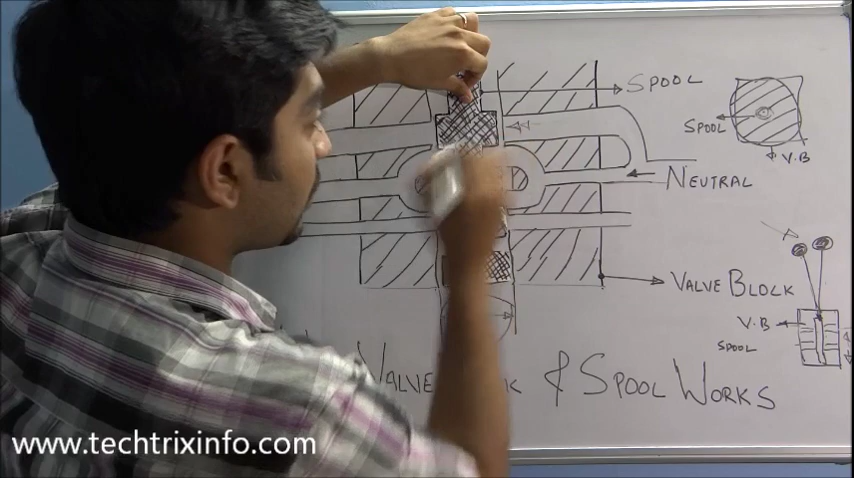 SPOOL
SPOOL
V.B
NEUTRAL
VALVE BLOCK
V.B
SPOOL
VALVE & SPOOL WORKS
www.techtrixinfo.com